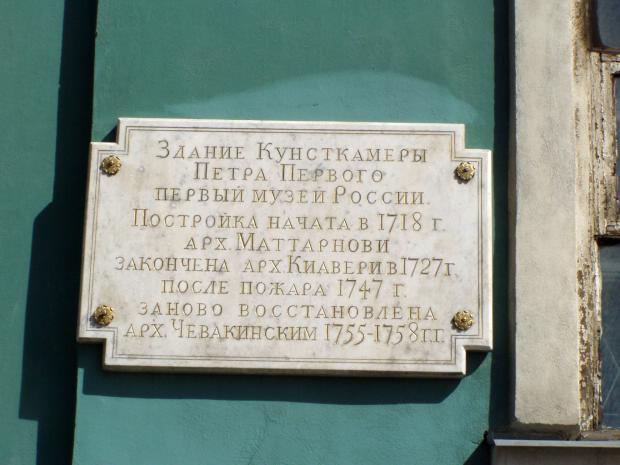 Здание Кунсткамеры
Петра Первого
первый музей России.
Постройка начата в 1718 г.
арх. Маттарнови
закончена арх. Киавери в 1727 г.
после пожара 1747 г.
заново восстановлена
арх. Чевакинским 1755-1758 г.г.